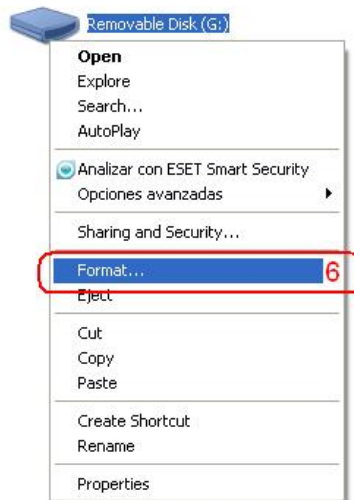 Removable Disk (G:)
Open
Explore
Search...
AutoPlay
Analizar con ESET Smart Security
Opciones avanzadas
Sharing and Security...
Format...
6
Eject
Cut
Copy
Paste
Create Shortcut
Rename
Properties